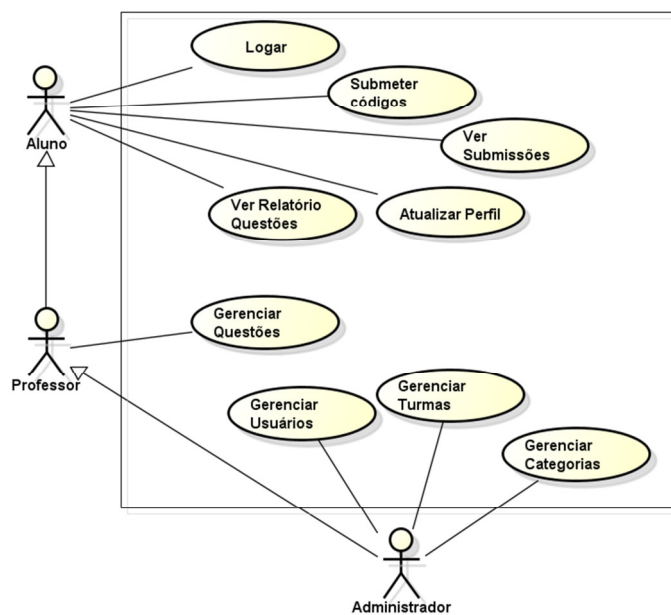 Logar
Submeter
códigos
Aluno
Ver
Submissões
Ver Relatório
Questões
Atualizar Perfil
Gerenciar
Questões
Professor
Gerenciar
Usuários
Gerenciar
Turmas
Gerenciar
Categorias
Administrador